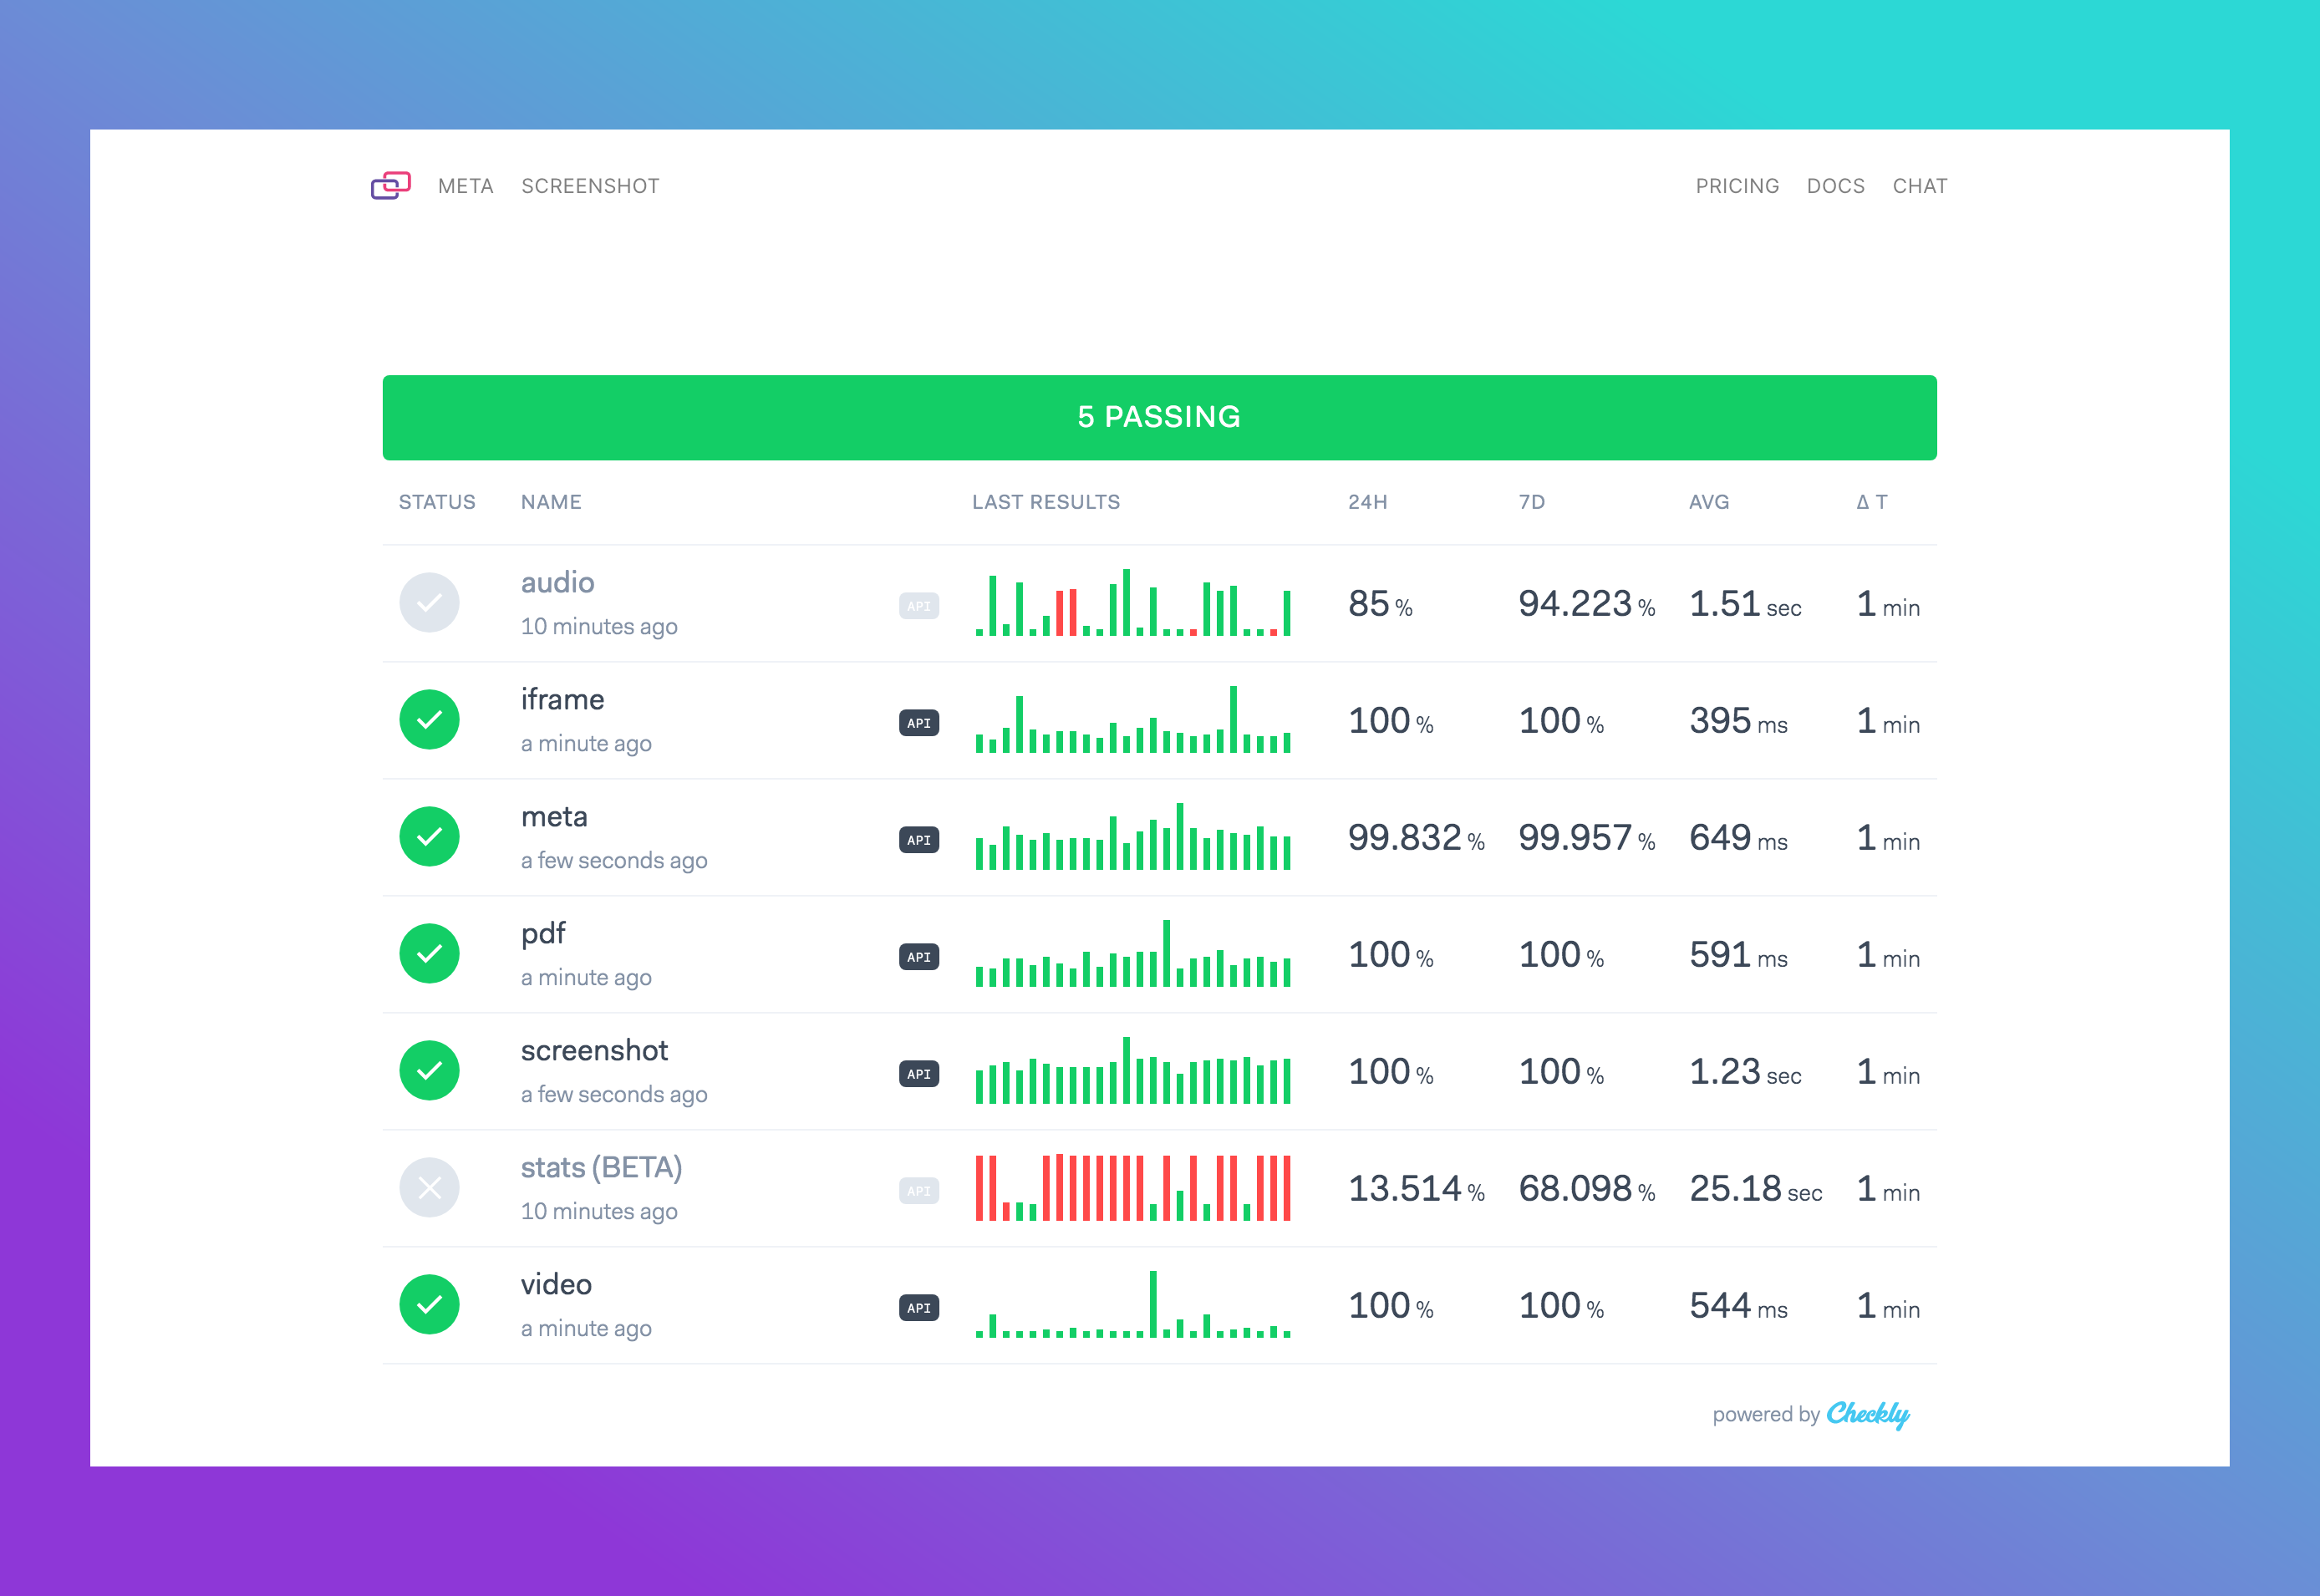 META SCREENSHOT PRICING DOCS CHAT
5 PASSING
STATUS NAME LAST RESULTS 24H 7D AVG Δ T
audio
10 minutes ago
API 85 % 94.223 % 1.51 sec 1 min
iframe
a minute ago
API 100 % 100 % 395 ms 1 min
meta
a few seconds ago
API 99.832 % 99.957 % 649 ms 1 min
pdf
a minute ago
API 100 % 100 % 591 ms 1 min
screenshot
a few seconds ago
API 100 % 100 % 1.23 sec 1 min
stats (BETA)
10 minutes ago
API 13.514 % 68.098 % 25.18 sec 1 min
video
a minute ago
API 100 % 100 % 544 ms 1 min
powered by Checkly